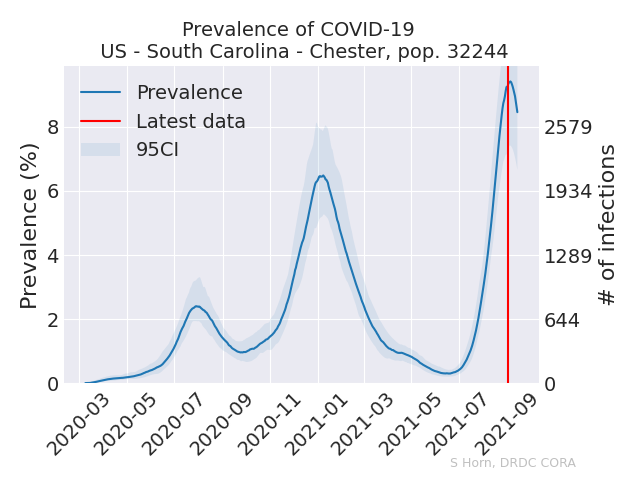 Prevalence of COVID-19
US - South Carolina - Chester, pop. 32244
Prevalence
Latest data
95CI
Prevalence (%)
8
6
4
2
0
2579
1934
1289
644
0
# of infections
2020-03
2020-05
2020-07
2020-09
2020-11
2021-01
2021-03
2021-05
2021-07
2021-09
S Horn, DRDC CORA